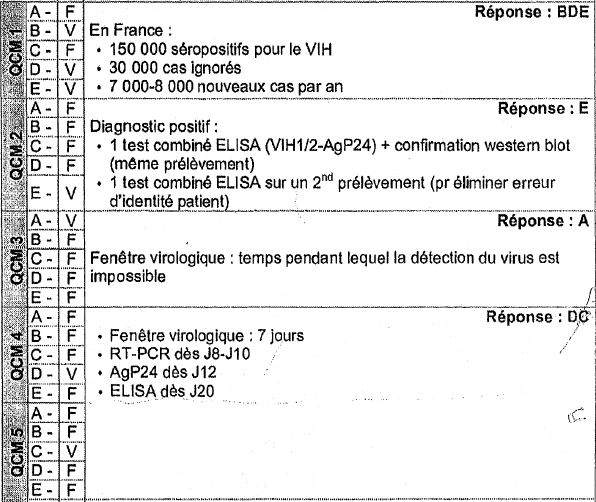 QCM 1
A - F
Réponse : BDE
B - V
En France :
C - F
• 150 000 séropositifs pour le VIH
D - V
• 30 000 cas ignorés
E - V
• 7 000-8 000 nouveaux cas par an
QCM 2
A - F
Réponse : E
B - F
Diagnostic positif :
C - F
• 1 test combiné ELISA (VIH1/2-AgP24) + confirmation western blot
D - F
(même prélèvement)
E - V
• 1 test combiné ELISA sur un 2nd prélèvement (pr éliminer erreur
d'identité patient)
QCM 3
A - V
Réponse : A
B - F
C - F
Fenêtre virologique : temps pendant lequel la détection du virus est
D - F
impossible
E - F
QCM 4
A - F
Réponse : DC
B - F
• Fenêtre virologique : 7 jours
C - F
• RT-PCR dès J8-J10
D - V
• AgP24 dès J12
E - F
• ELISA dès J20
QCM 5
A - F
B - F
C - V
D - F
E - F